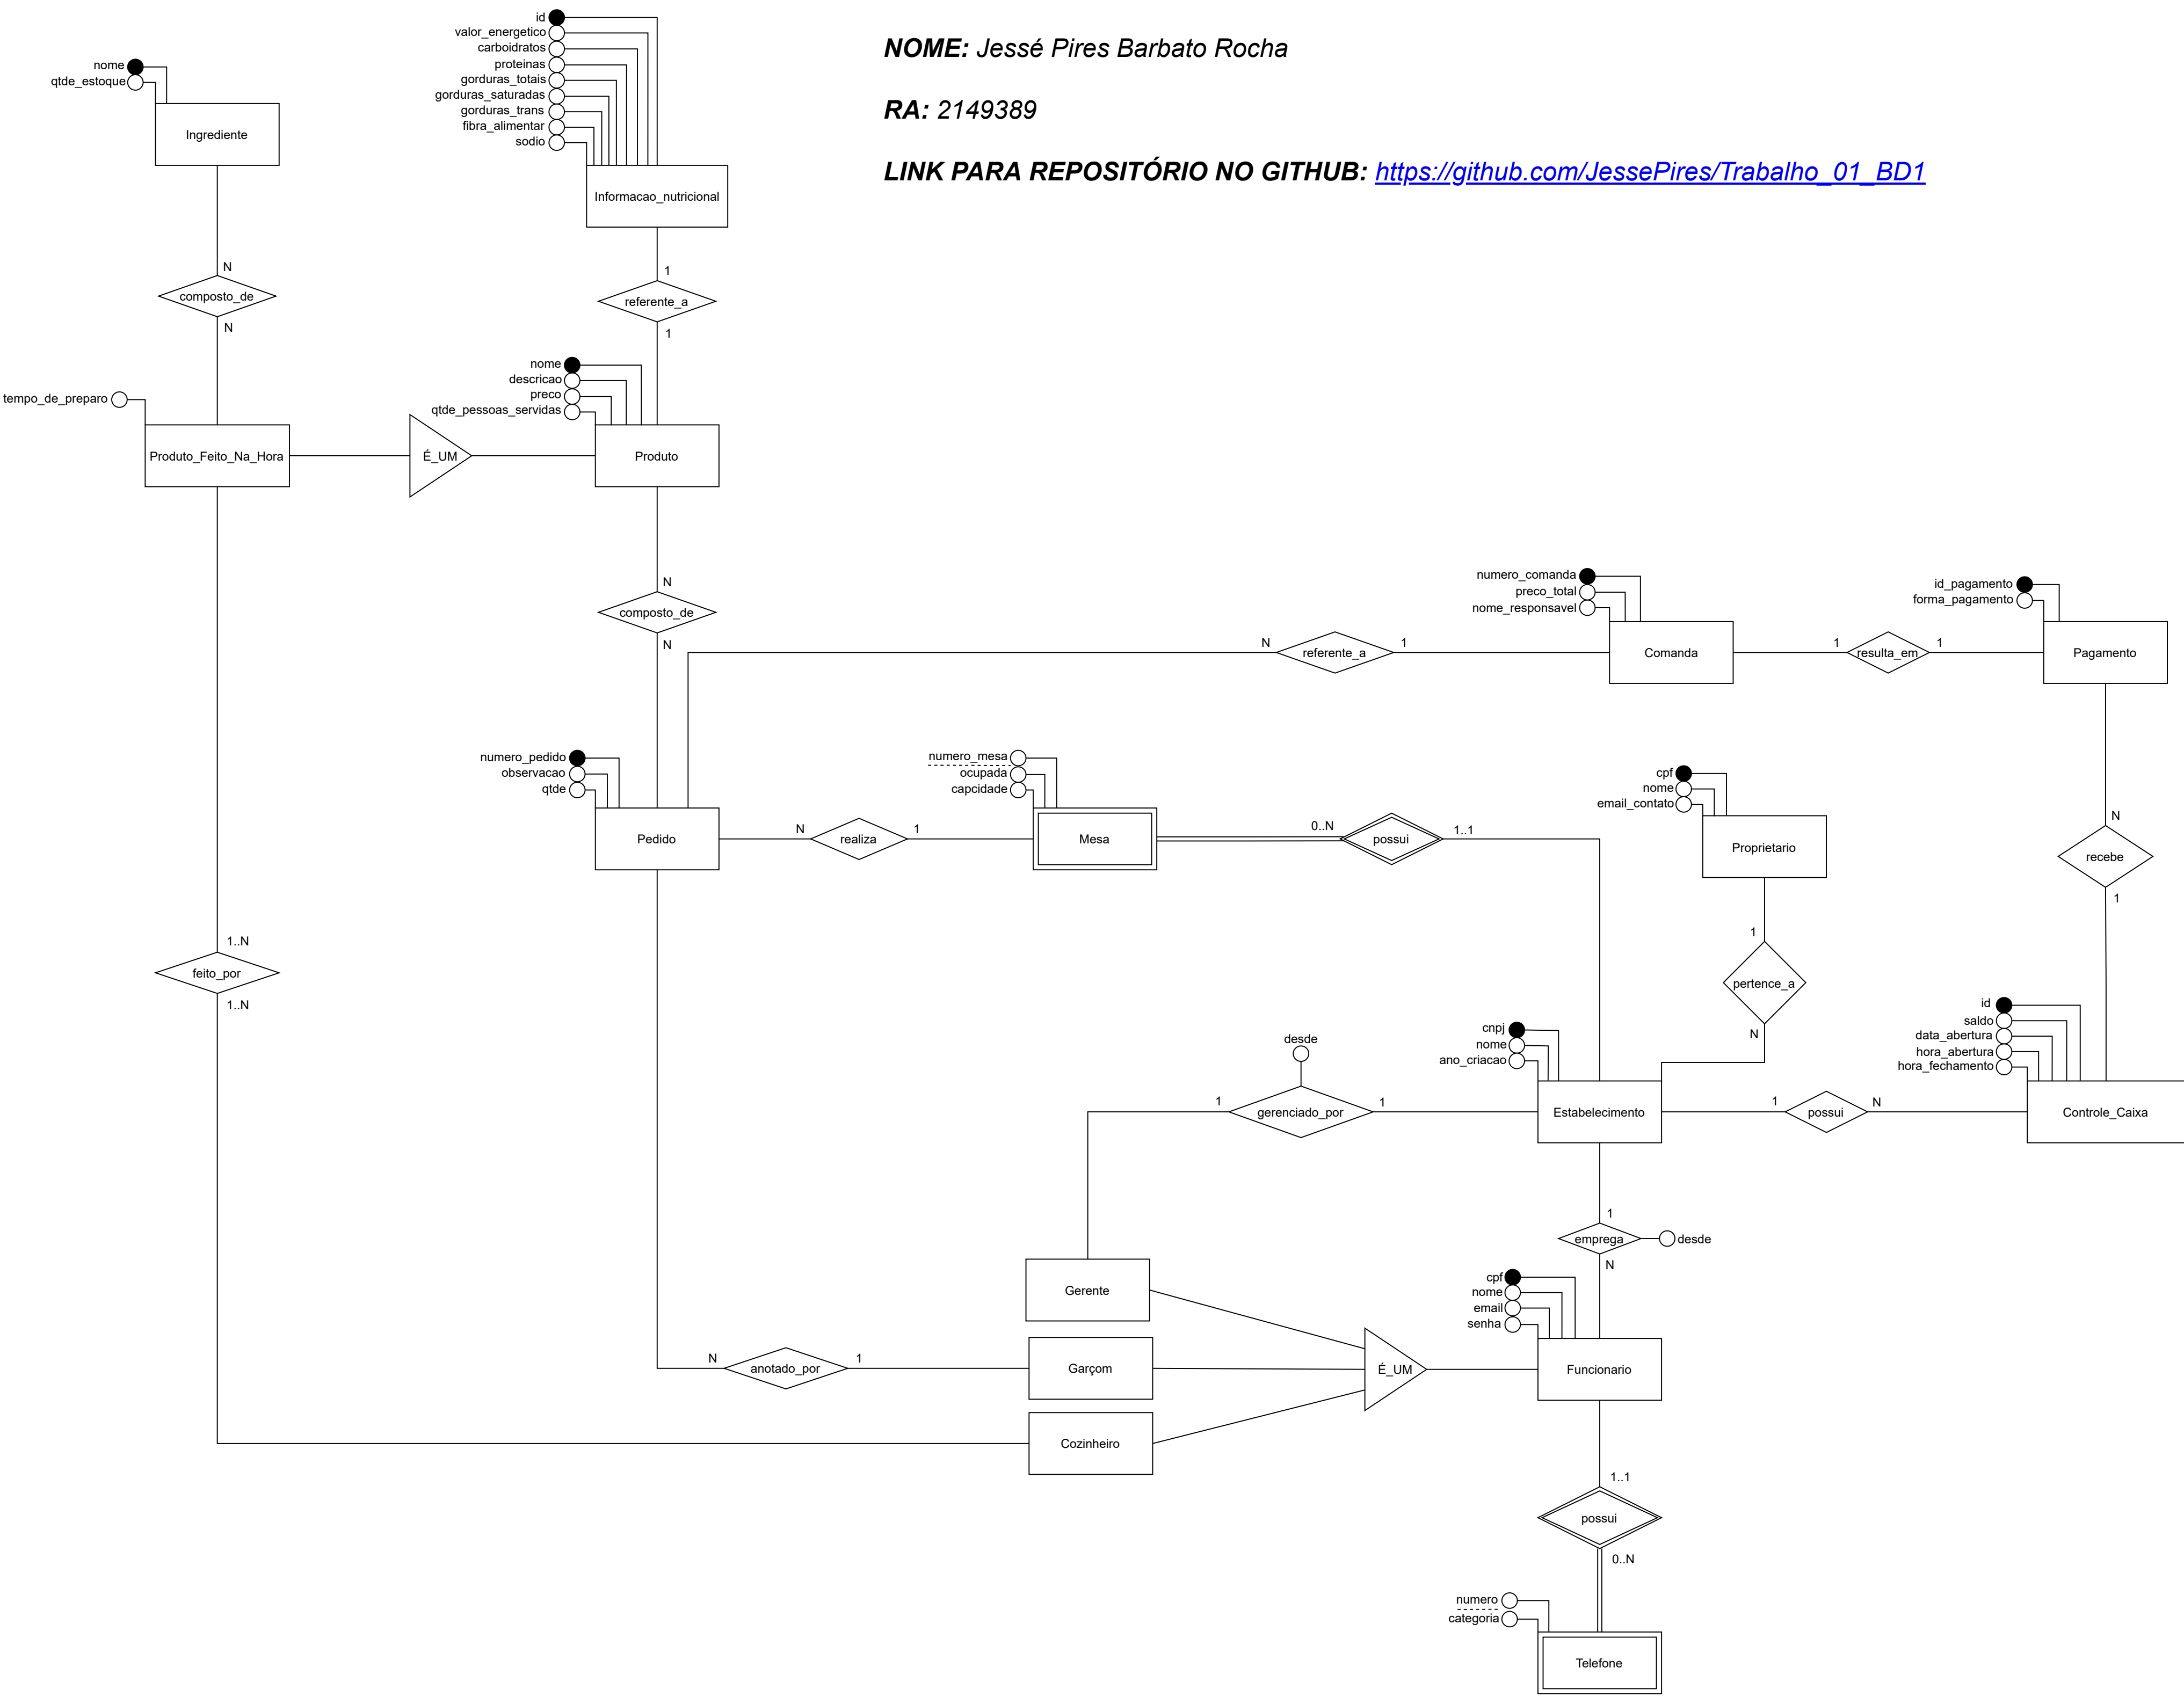 id
valor_energetico
carboidratos
proteinas
gorduras_totais
gorduras_saturadas
gorduras_trans
fibra_alimentar
sodio
Informacao_nutricional
NOME: Jessé Pires Barbato Rocha
RA: 2149389
LINK PARA REPOSITÓRIO NO GITHUB: https://github.com/JessePires/Trabalho_01_BD1
nome
qtde_estoque
Ingrediente
N
composto_de
N
1
referente_a
1
tempo_de_preparo
Produto_Feito_Na_Hora
É_UM
nome
descricao
preco
qtde_pessoas_servidas
Produto
N
composto_de
N
N
referente_a
1
numero_comanda
preco_total
nome_responsavel
Comanda
1
resulta_em
1
id_pagamento
forma_pagamento
Pagamento
numero_pedido
observacao
qtde
Pedido
N
realiza
1
numero_mesa
ocupada
capcidade
Mesa
0..N
possui
1..1
cpf
nome
email_contato
Proprietario
N
recebe
1
1
pertence_a
N
1..N
feito_por
1..N
desde
1
gerenciado_por
1
cnpj
nome
ano_criacao
Estabelecimento
1
possui
N
id
saldo
data_abertura
hora_abertura
hora_fechamento
Controle_Caixa
1
emprega
desde
N
Gerente
N
anotado_por
1
Garçom
Cozinheiro
É_UM
cpf
nome
email
senha
Funcionario
1..1
possui
0..N
numero
categoria
Telefone